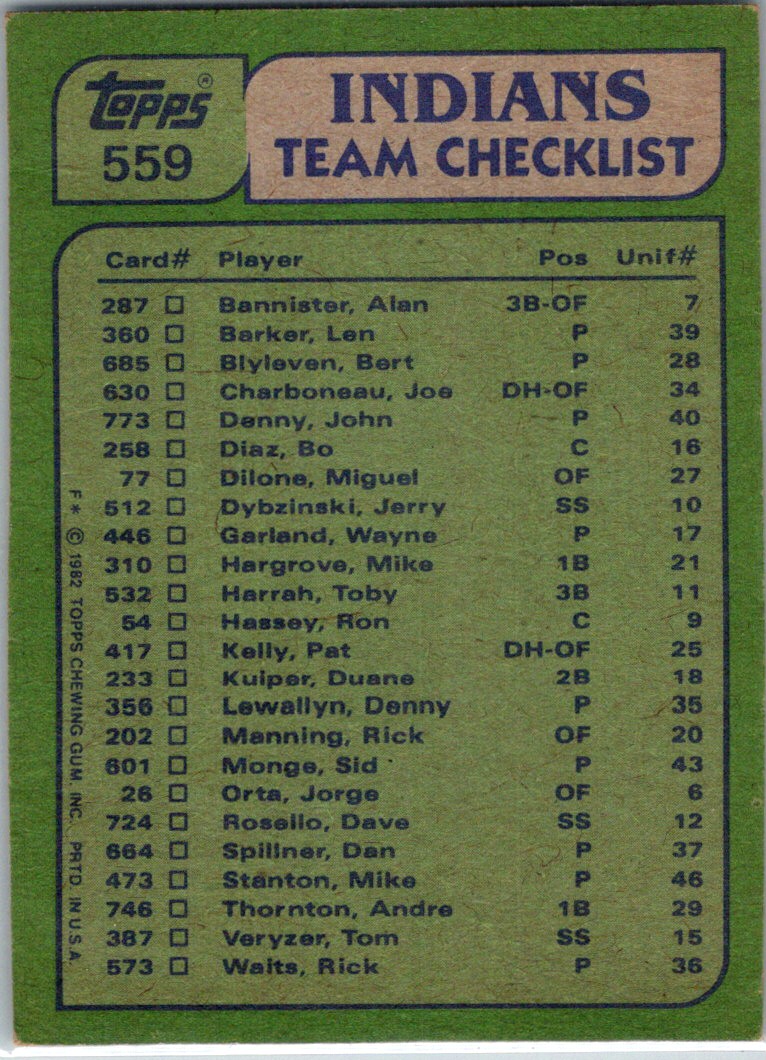 topps®
559
INDIANS
TEAM CHECKLIST
Card# Player Pos Unif#
287 Bannister, Alan 3B-OF 7
360 Barker, Len P 39
685 Blyleven, Bert P 28
630 Charboneau, Joe DH-OF 34
773 Denny, John P 40
258 Diaz, Bo C 16
77 Dilone, Miguel OF 27
512 Dybzinski, Jerry SS 10
446 Garland, Wayne P 17
310 Hargrove, Mike 1B 21
532 Harrah, Toby 3B 11
54 Hassey, Ron C 9
417 Kelly, Pat DH-OF 25
233 Kuiper, Duane 2B 18
356 Lewallyn, Denny P 35
202 Manning, Rick OF 20
601 Monge, Sid P 43
26 Orta, Jorge OF 6
724 Rosello, Dave SS 12
664 Spillner, Dan P 37
473 Stanton, Mike P 46
746 Thornton, Andre 1B 29
387 Veryzer, Tom SS 15
573 Waits, Rick P 36
F * © 1982 TOPPS CHEWING GUM, INC. PRTD. IN U.S.A.